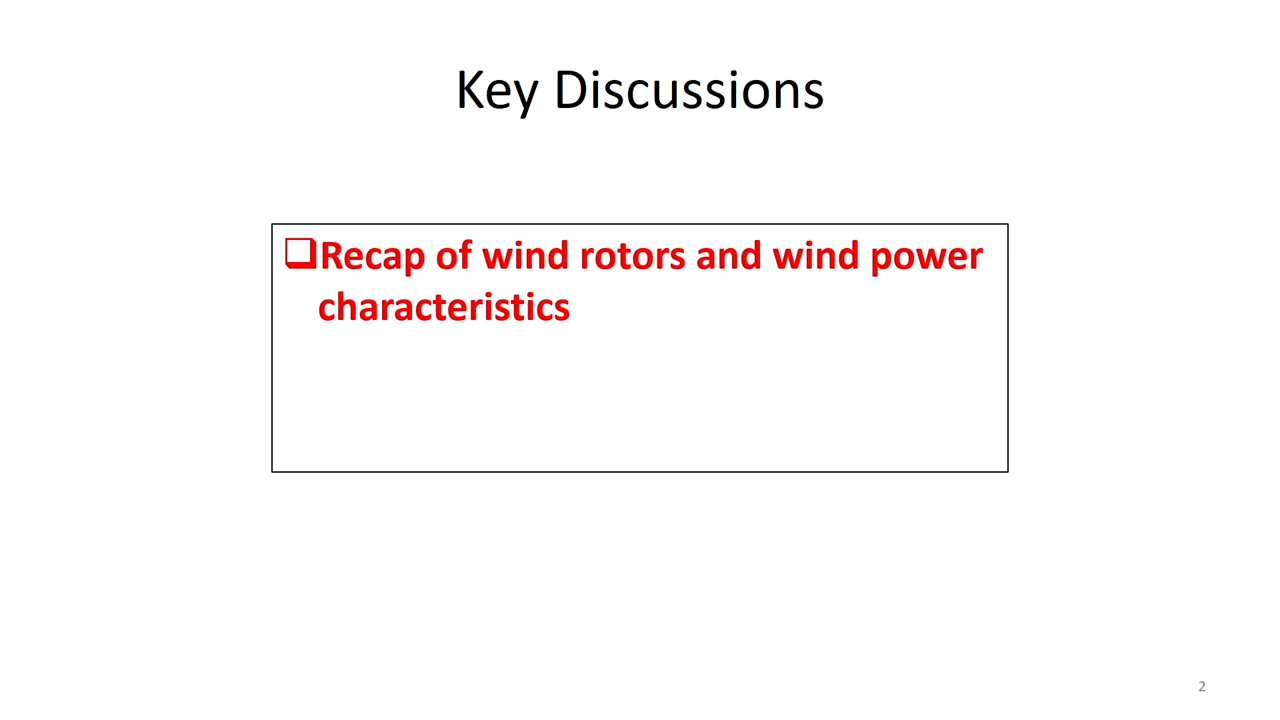 Key Discussions
❑Recap of wind rotors and wind power
characteristics
2